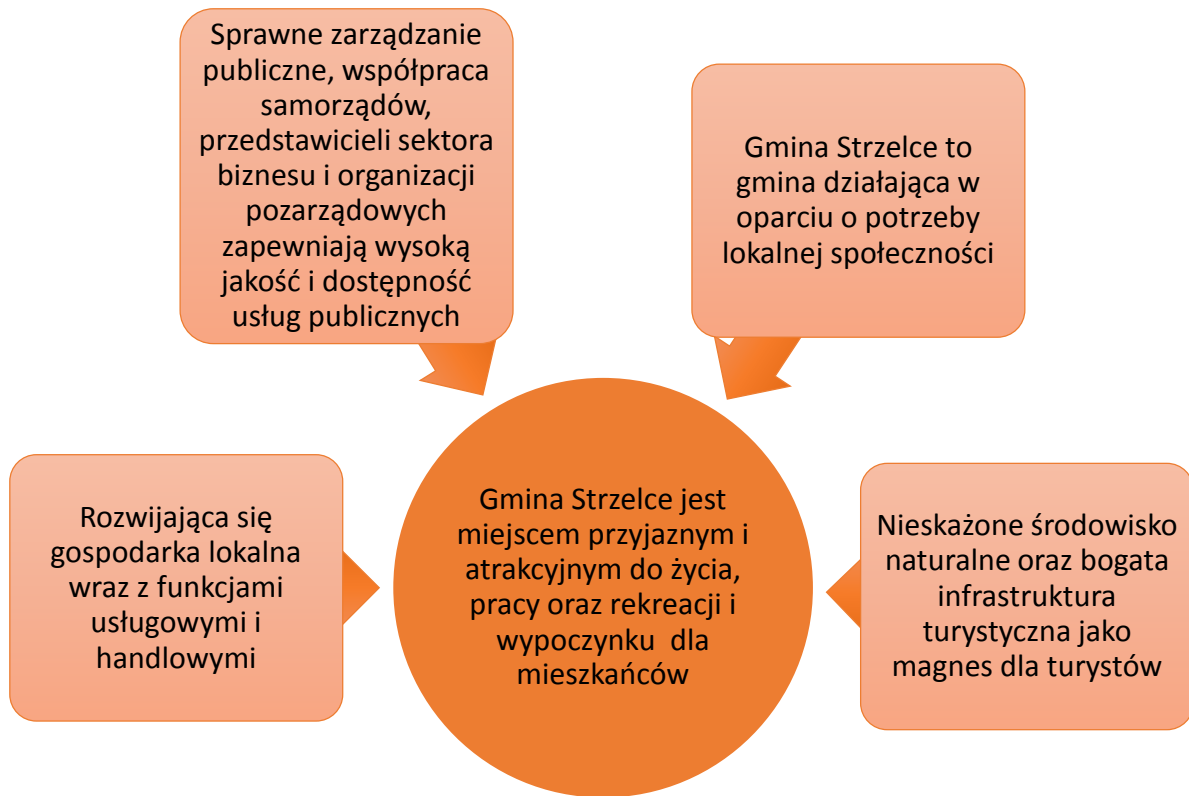 Sprawne zarządzanie
publiczne, współpraca
samorządów,
przedstawicieli sektora
biznesu i organizacji
pozarządowych
zapewniają wysoką
jakość i dostępność
usług publicznych
Gmina Strzelce to
gmina działająca w
oparciu o potrzeby
lokalnej społeczności
Rozwijająca się
gospodarka lokalna
wraz z funkcjami
usługowymi i
handlowymi
Gmina Strzelce jest
miejscem przyjaznym i
atrakcyjnym do życia,
pracy oraz rekreacji i
wypoczynku dla
mieszkańców
Nieskażone środowisko
naturalne oraz bogata
infrastruktura
turystyczna jako
magnes dla turystów